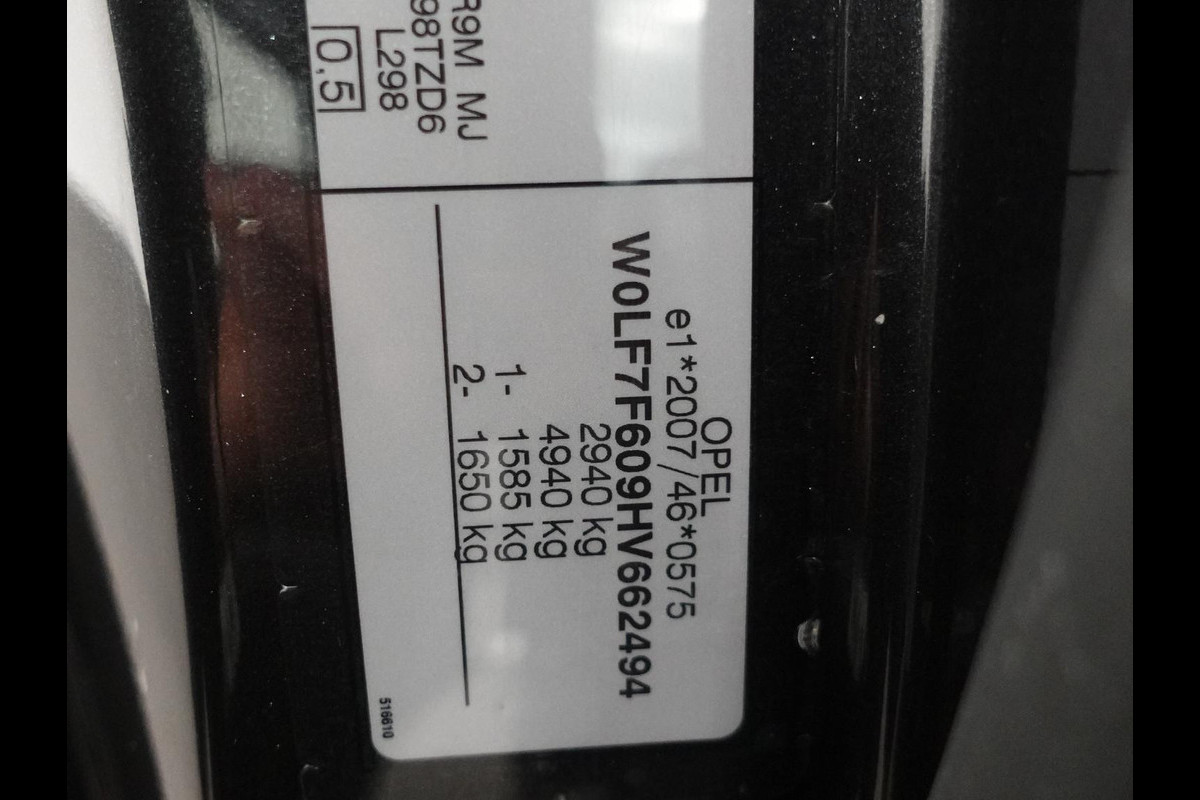 OPEL
e1*2007/46*0575
W0LF7F609HV662494
2940 kg
4940 kg
1- 1585 kg
2- 1650 kg
516610
R9M MJ
98TZD6
L298
0.5